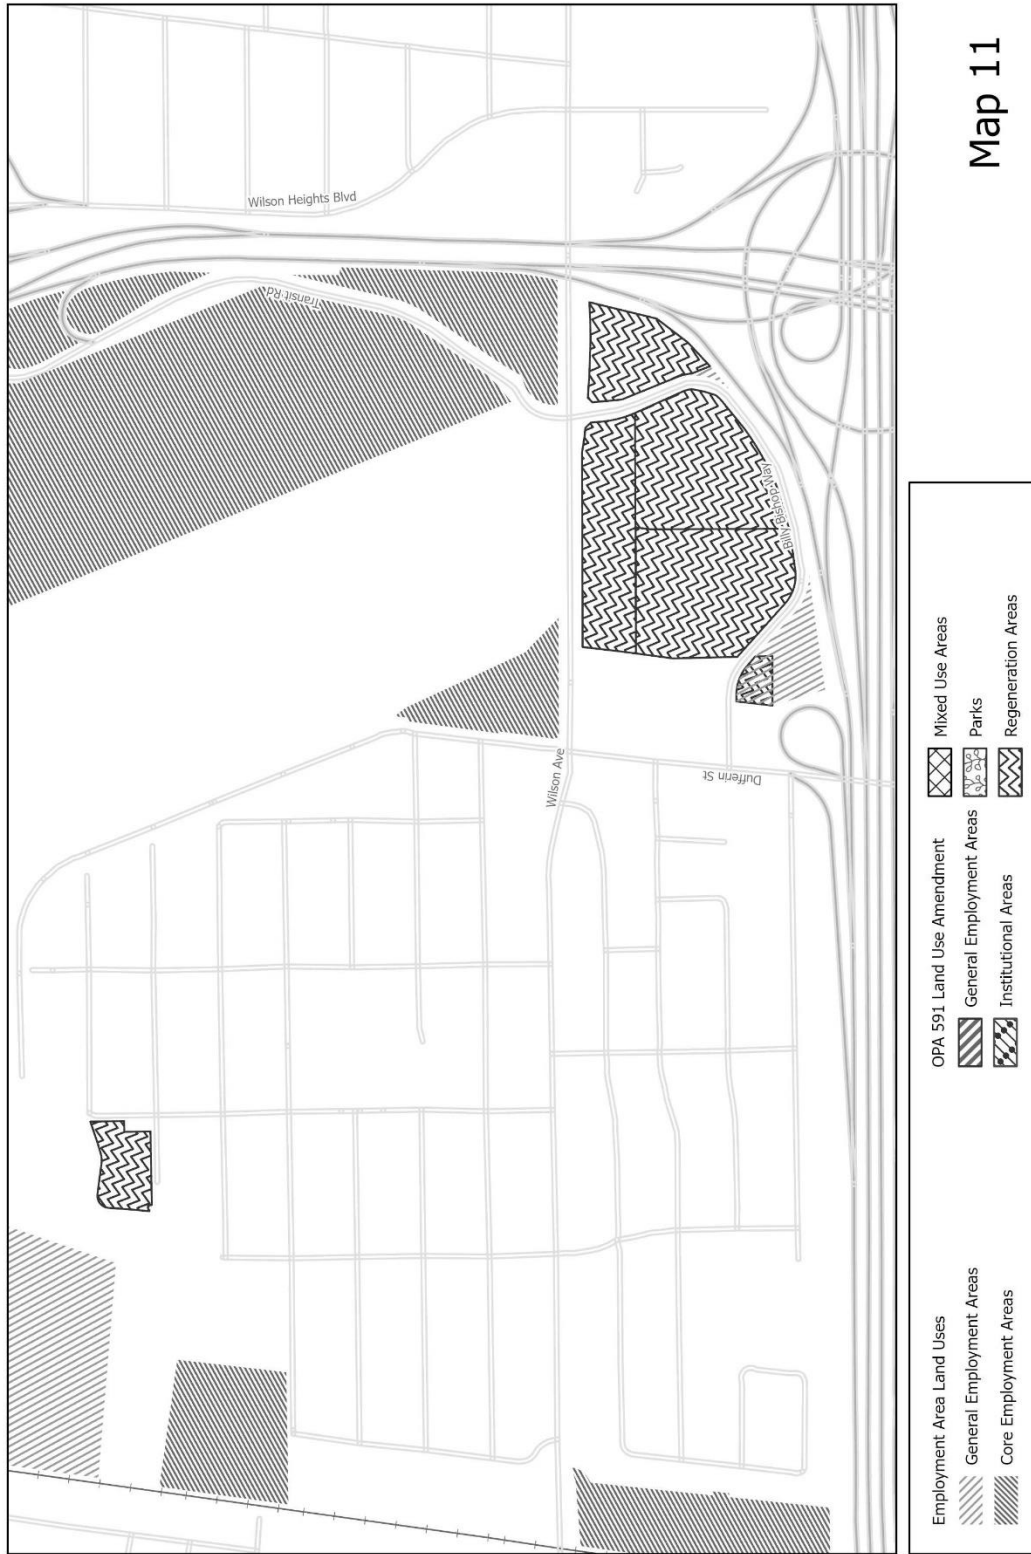 Map 11
Wilson Heights Blvd
Transit Rd
Billy Bishop Way
Wilson Ave
Dufferin St
Employment Area Land Uses
General Employment Areas
Core Employment Areas
OPA 591 Land Use Amendment
General Employment Areas
Institutional Areas
Mixed Use Areas
Parks
Regeneration Areas